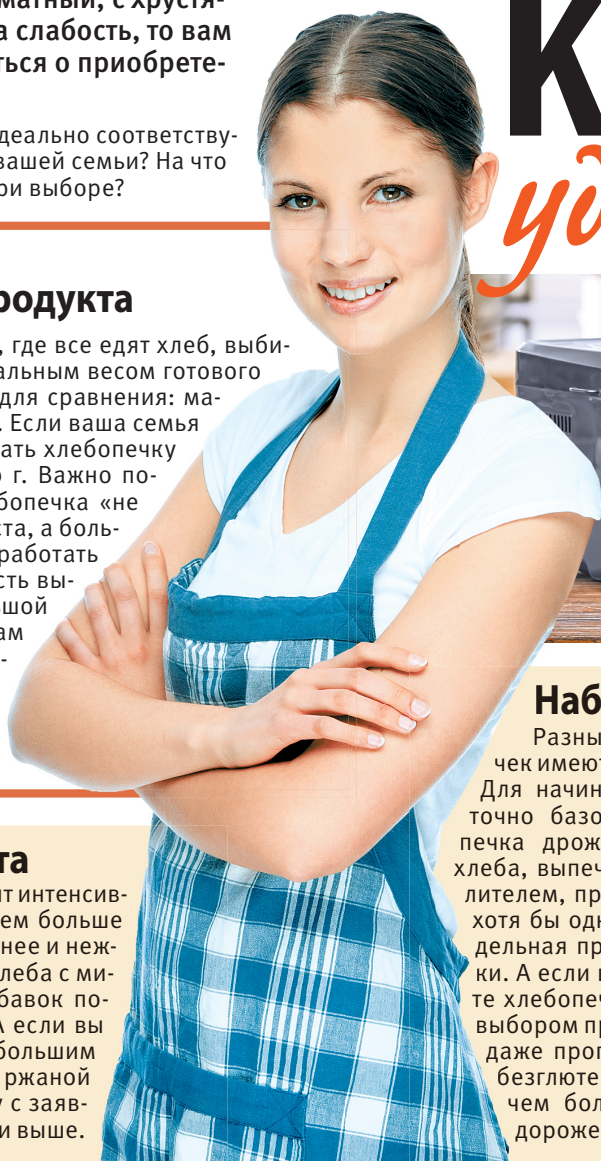 матный, с хрустя-
а слабость, то вам
ться о приобрете-
деально соответству-
вашей семьи? На что
ри выборе?
К
уд
родукта
, где все едят хлеб, выби-
альным весом готового
для сравнения: ма-
. Если ваша семья
ать хлебопечку
г. Важно по-
бопечка «не
ста, а боль-
работать
сть вы-
шой
ам
-
та
ит интенсив-
ем больше
нее и неж-
леба с ми-
бавок по-
А если вы
большим
ржаной
у с заяв-
и выше.
Наб
Разны
чек имеют
Для начин
точно базо
печка дрож
хлеба, выпеч
лителем, пр
хотя бы одн
дельная пр
ки. А если
те хлебопеч
выбором пр
даже прог
безглюте
чем бол
дороже